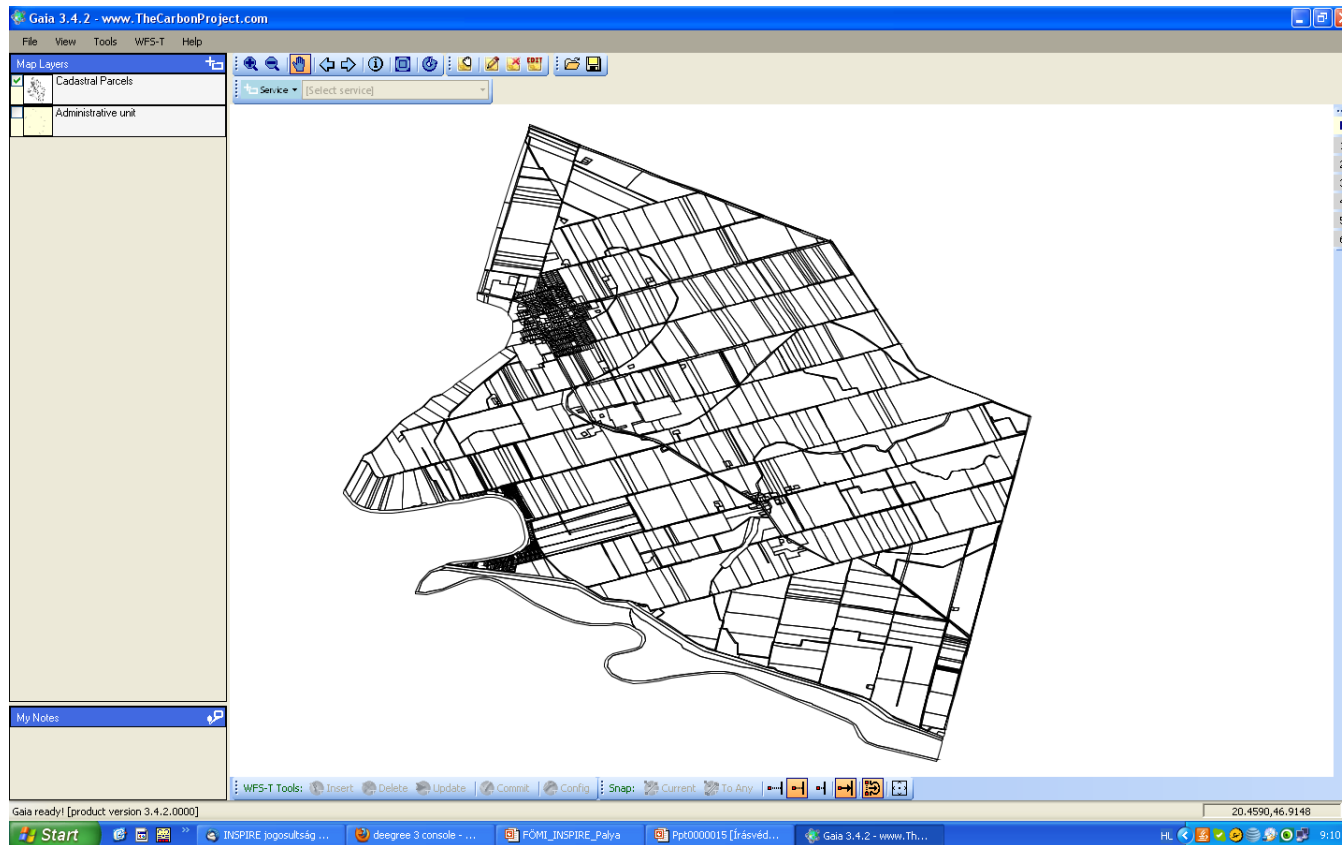 Gaia 3.4.2 - www.TheCarbonProject.com
File View Tools WFS-T Help
Map Layers
Service [Select service]
Cadastral Parcels
Administrative unit
My Notes
WFS-T Tools: Insert Delete Update Commit Config Snap: Current To Any
Gaia ready! [product version 3.4.2.0000] 20.4590,46.9148
Start INSPIRE jogosultság ... deegree 3 console - ... FÖMI_INSPIRE_Palya Ppt0000015 [Írásvéd... Gaia 3.4.2 - www.Th... HL 9:10